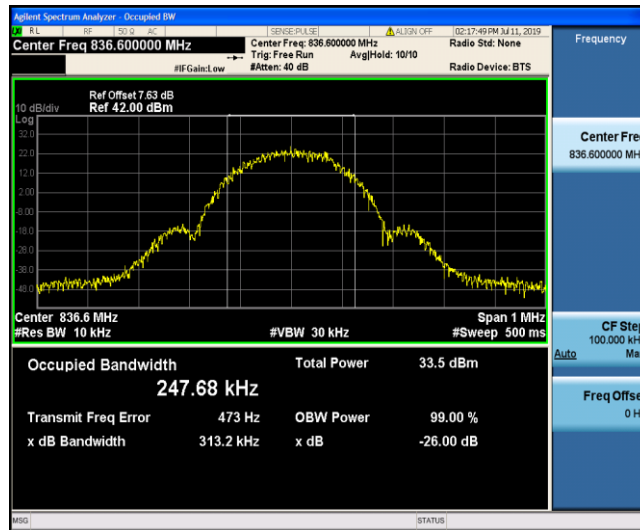 Agilent Spectrum Analyzer - Occupied BW
RL RF 50 Ω AC SENSE:PULSE ALIGN OFF 02:17:49 PM Jul 11, 2019
Center Freq 836.600000 MHz Center Freq: 836.600000 MHz Radio Std: None Frequency
Trig: Free Run Avg|Hold: 10/10
#IFGain:Low #Atten: 40 dB Radio Device: BTS
Ref Offset 7.63 dB
10 dB/div Ref 42.00 dBm
Log
32.0
22.0
12.0
2.00
-8.00
-18.0
-28.0
-38.0
-48.0
Center Fre
836.600000 MH
Center 836.6 MHz Span 1 MHz
#Res BW 10 kHz #VBW 30 kHz #Sweep 500 ms
CF Step
100.000 kH
Auto Ma
Occupied Bandwidth Total Power 33.5 dBm
247.68 kHz
Transmit Freq Error 473 Hz OBW Power 99.00 %
x dB Bandwidth 313.2 kHz x dB -26.00 dB
Freq Offse
0 H
MSG STATUS